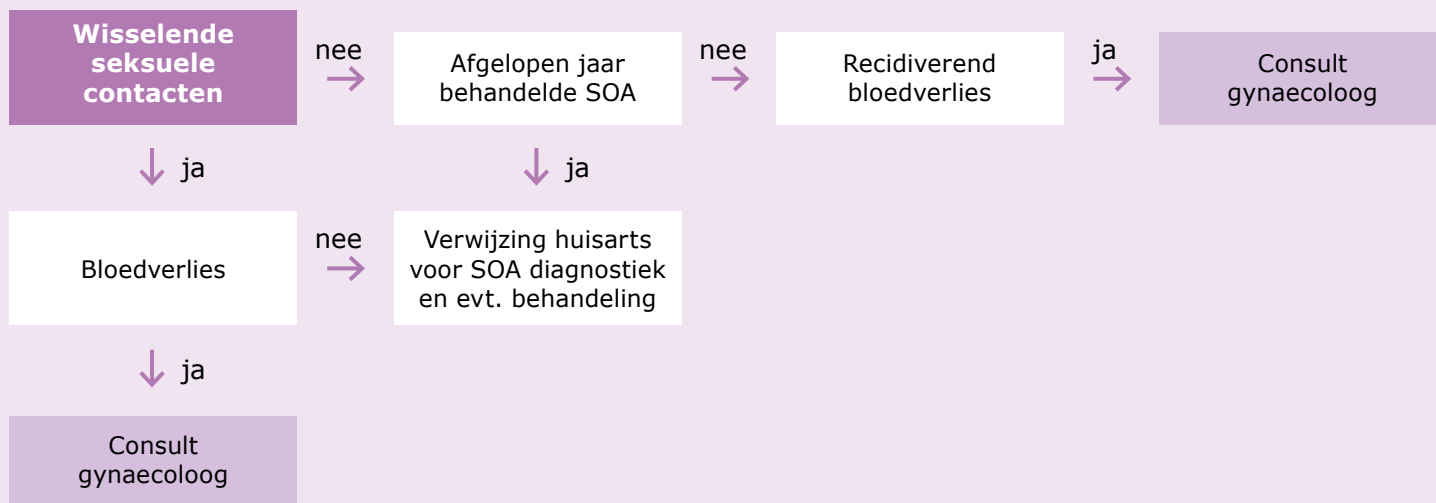 Wisselende
seksuele
contacten
nee
Afgelopen jaar
behandelde SOA
nee
Recidiverend
bloedverlies
ja
Consult
gynaecoloog
ja
ja
Bloedverlies
nee
Verwijzing huisarts
voor SOA diagnostiek
en evt. behandeling
ja
Consult
gynaecoloog